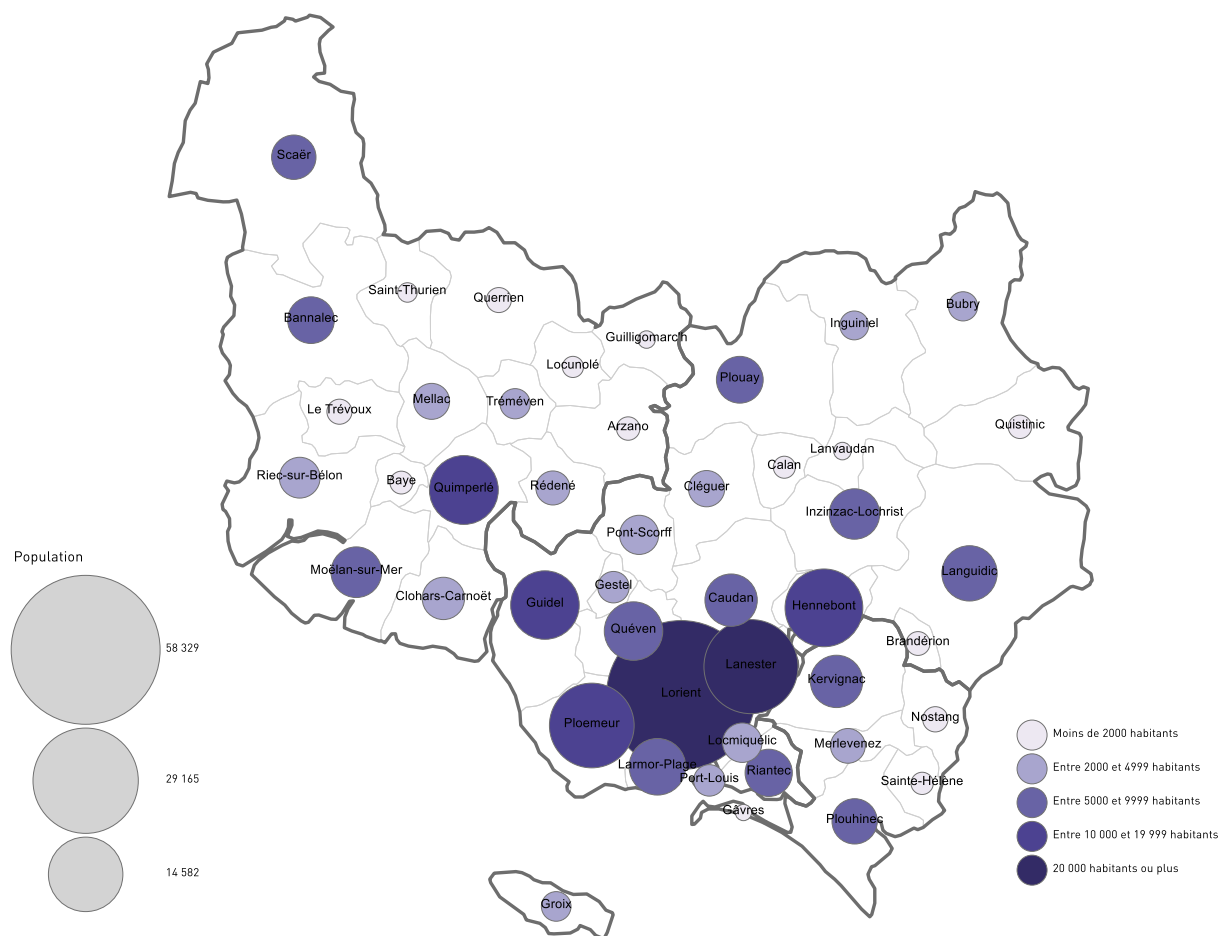 Scaër
Saint-Thurien
Querrien
Bannalec
Guilligomarc'h
Locunolé
Inguiniel
Bubry
Plouay
Le Trévoux
Mellac
Tréméven
Arzano
Quistinic
Lanvaudan
Calan
Riec-sur-Bélon
Baye
Quimperlé
Rédené
Cléguer
Inzinzac-Lochrist
Pont-Scorff
Population
Moëlan-sur-Mer
Languidic
Clohars-Carnoët
Gestel
Guidel
Caudan
Hennebont
Quéven
Brandérion
58 329
Lanester
Kervignac
Lorient
Ploemeur
Nostang
Locmiquélic
Merlevenez
Moins de 2000 habitants
Larmor-Plage
Port-Louis
Riantec
Entre 2000 et 4999 habitants
29 165
Sainte-Hélène
Entre 5000 et 9999 habitants
Gâvres
Plouhinec
Entre 10 000 et 19 999 habitants
14 582
20 000 habitants ou plus
Groix